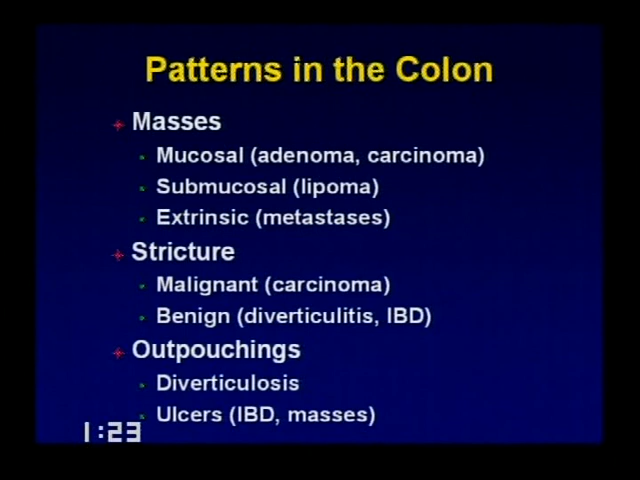 Patterns in the Colon
Masses
Mucosal (adenoma, carcinoma)
Submucosal (lipoma)
Extrinsic (metastases)
Stricture
Malignant (carcinoma)
Benign (diverticulitis, IBD)
Outpouchings
Diverticulosis
Ulcers (IBD, masses)
1:23